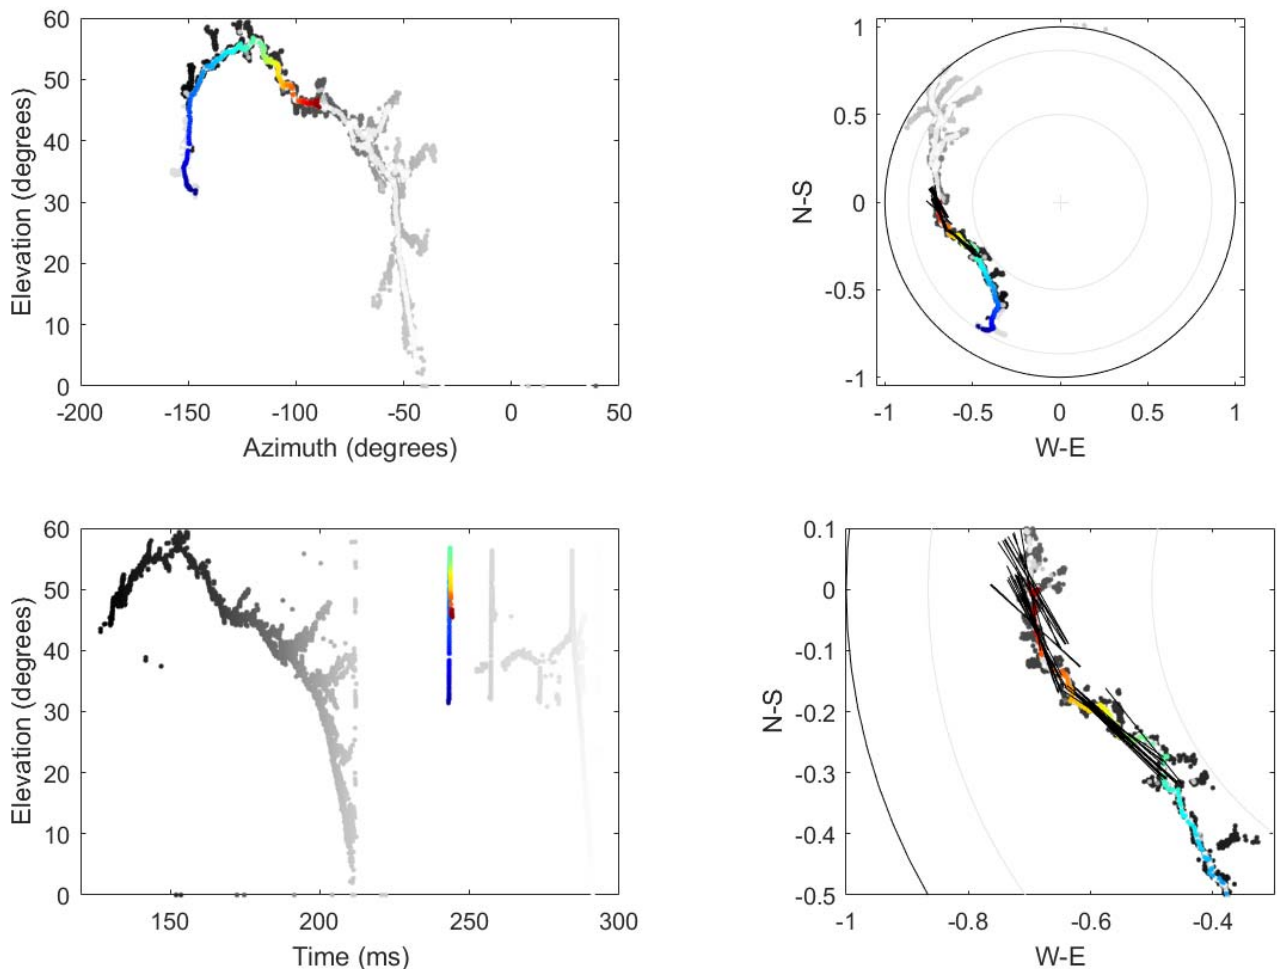 60
50
40
30
20
10
0
Elevation (degrees)
-200 -150 -100 -50 0 50
Azimuth (degrees)
1
0.5
0
-0.5
-1
N-S
-1 -0.5 0 0.5 1
W-E
60
50
40
30
20
10
0
Elevation (degrees)
150 200 250 300
Time (ms)
0.1
0
-0.1
-0.2
-0.3
-0.4
-0.5
N-S
-1 -0.8 -0.6 -0.4
W-E